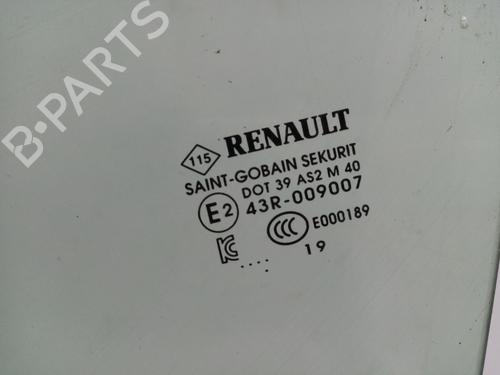 B-PARTS
115 RENAULT
SAINT-GOBAIN SEKURIT
DOT 39 AS2 M 40
E2 43R-009007
KC .... CCC E000189
19